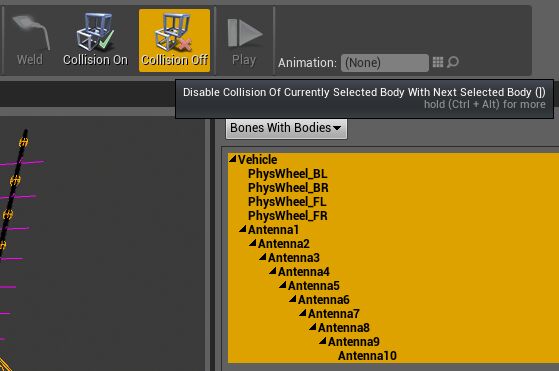 Weld
Collision On
Collision Off
Play
Animation:
(None)
Disable Collision Of Currently Selected Body With Next Selected Body (])
hold (Ctrl + Alt) for more
Bones With Bodies
Vehicle
PhysWheel_BL
PhysWheel_BR
PhysWheel_FL
PhysWheel_FR
Antenna1
Antenna2
Antenna3
Antenna4
Antenna5
Antenna6
Antenna7
Antenna8
Antenna9
Antenna10